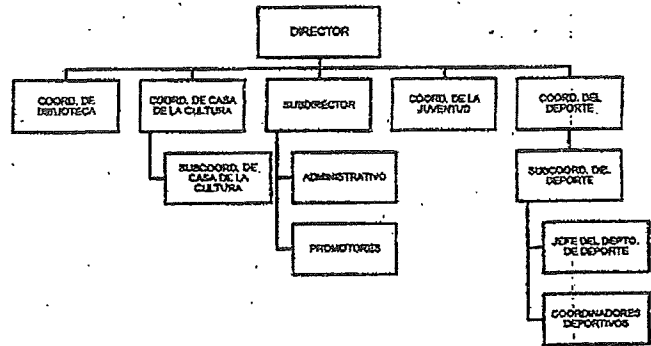 DIRECTOR
COORD. DE
BIBLIOTECA
COORD. DE CASA
DE LA CULTURA
SUBDIRECTOR
COORD. DE LA
JUVENTUD
COORD. DEL
DEPORTE
SUBCOORD. DE
CASA DE LA
CULTURA
ADMINISTRATIVO
SUBCOORD. DEL
DEPORTE
PROMOTORES
JEFE DEL DEPTO.
DE DEPORTE
COORDINADORES
DEPORTIVOS